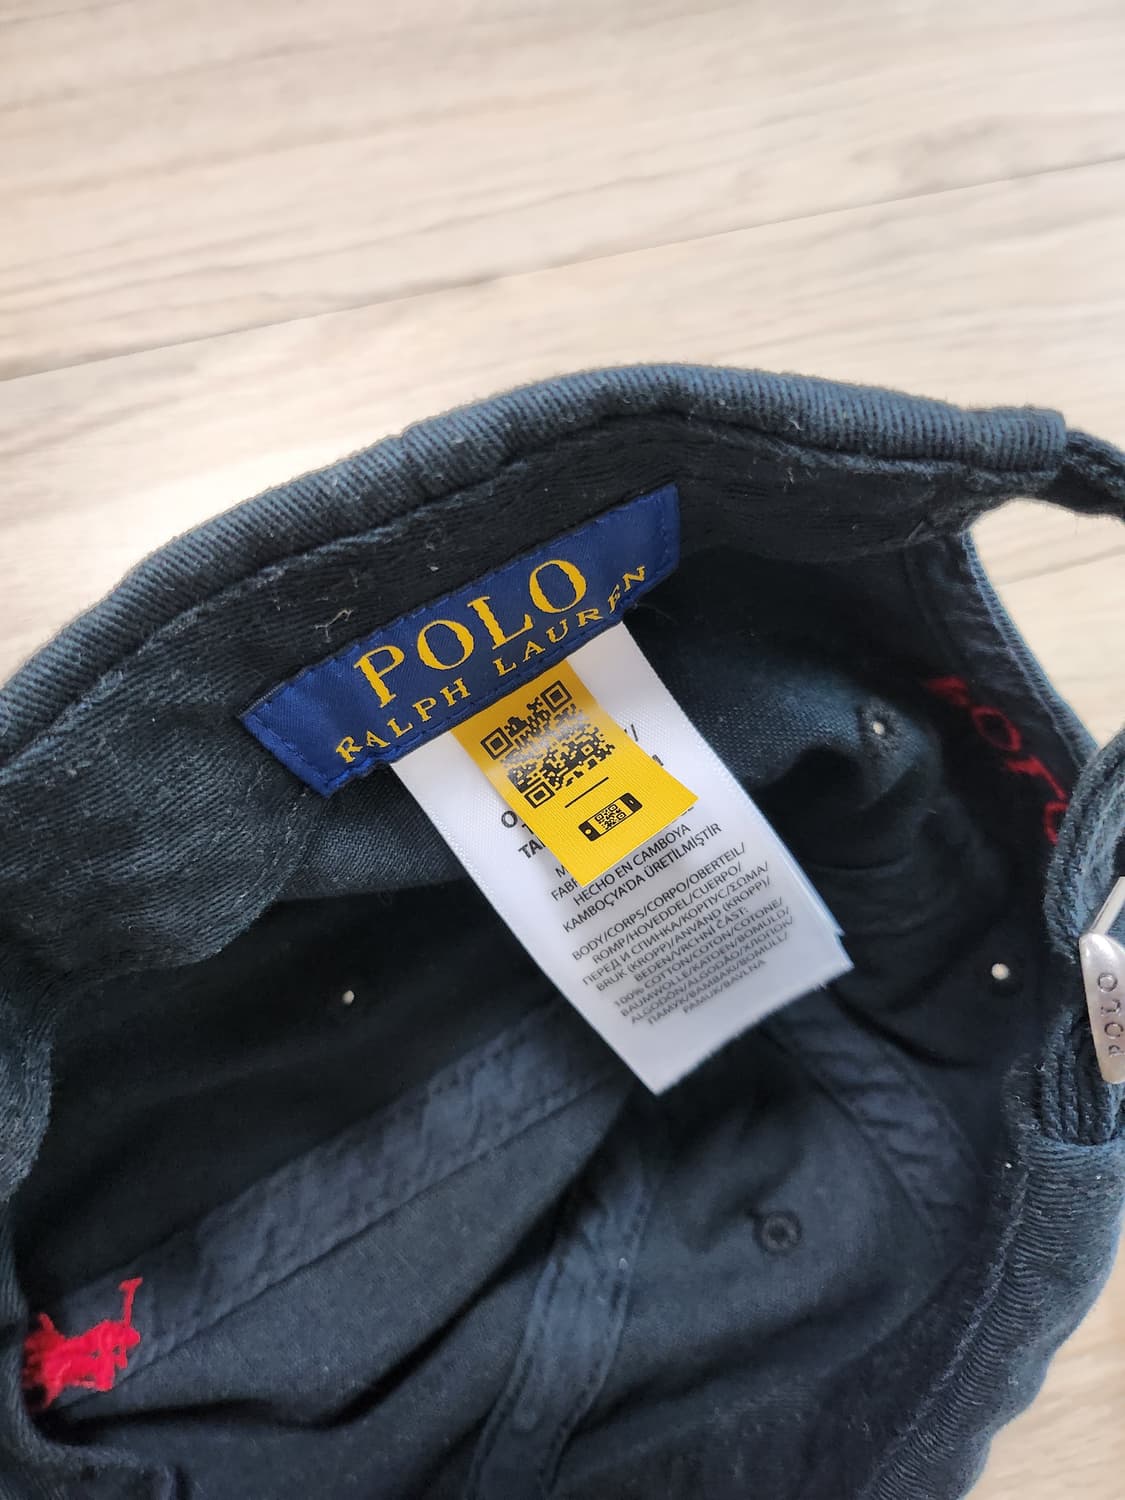 POLO
RALPH LAUREN
HECHO EN CAMBOYA
KAMBOÇYA'DA ÜRETİLMİŞTİR
BODY/CORPS/CORPO/OBERTEIL/
ROMP/HOVEDDEL/CUERPO/
ПЕРЕД И СПИНКА/КОРПУС/ΣΩΜΑ/
BRUK (KROPP)/ANVÄND (KROPP)/
BEDEN/VRCHNÍ ČÁST:
100% COTTON/COTON/COTONE/
BAUMWOLLE/KATOEN/BOMULD/
ALGODÓN/ALGODÃO/ХЛОПОК/
ПАМУК/ΒΑΜΒΑΚΙ/BOMULL/
PAMUK/BAVLNA
POLO